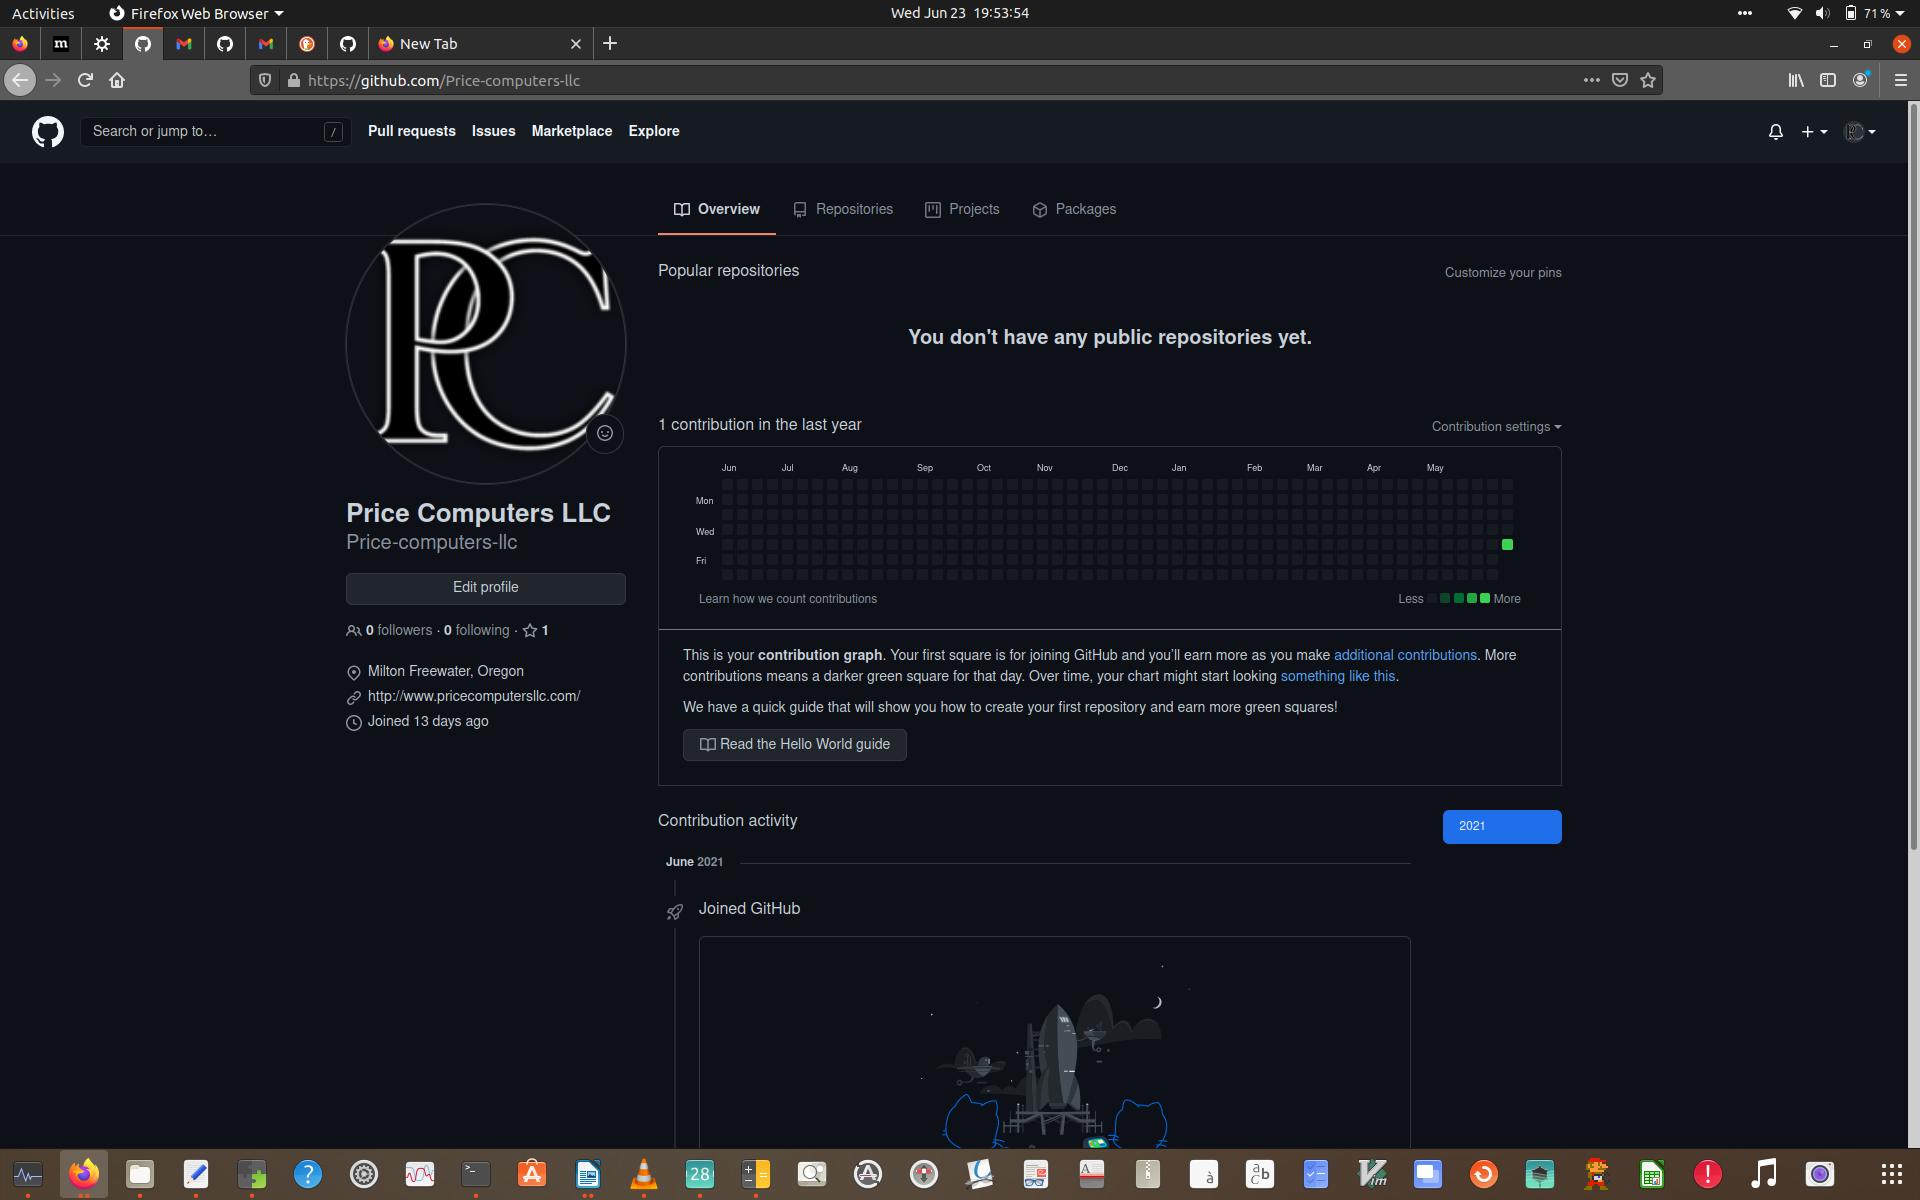 Activities
Firefox Web Browser
Wed Jun 23 19:53:54
71 %
m
New Tab
https://github.com/Price-computers-llc
Search or jump to…
/
Pull requests
Issues
Marketplace
Explore
Overview
Repositories
Projects
Packages
PC
Popular repositories
Customize your pins
You don't have any public repositories yet.
1 contribution in the last year
Contribution settings
Jun Jul Aug Sep Oct Nov Dec Jan Feb Mar Apr May
Mon
Wed
Fri
Learn how we count contributions
Less
More
Price Computers LLC
Price-computers-llc
Edit profile
0 followers · 0 following · 1
Milton Freewater, Oregon
http://www.pricecomputersllc.com/
Joined 13 days ago
This is your contribution graph. Your first square is for joining GitHub and you’ll earn more as you make additional contributions. More
contributions means a darker green square for that day. Over time, your chart might start looking something like this.
We have a quick guide that will show you how to create your first repository and earn more green squares!
Read the Hello World guide
Contribution activity
2021
June 2021
Joined GitHub
28